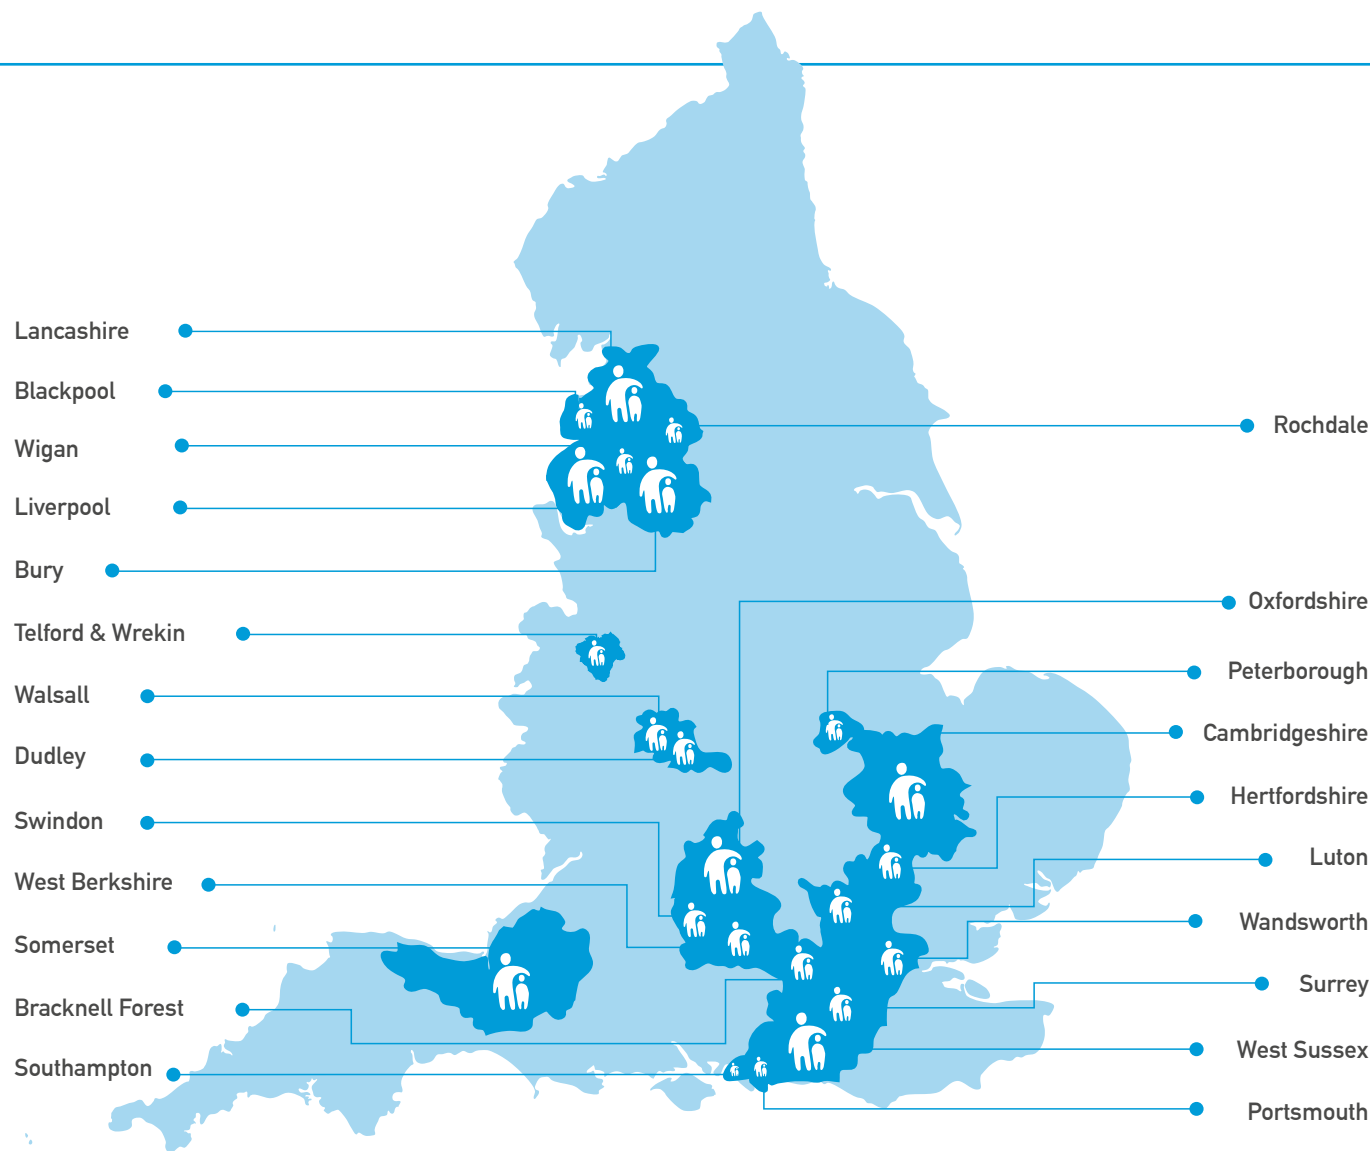 Lancashire
Blackpool
Wigan
Liverpool
Bury
Telford & Wrekin
Walsall
Dudley
Swindon
West Berkshire
Somerset
Bracknell Forest
Southampton
Rochdale
Oxfordshire
Peterborough
Cambridgeshire
Hertfordshire
Luton
Wandsworth
Surrey
West Sussex
Portsmouth